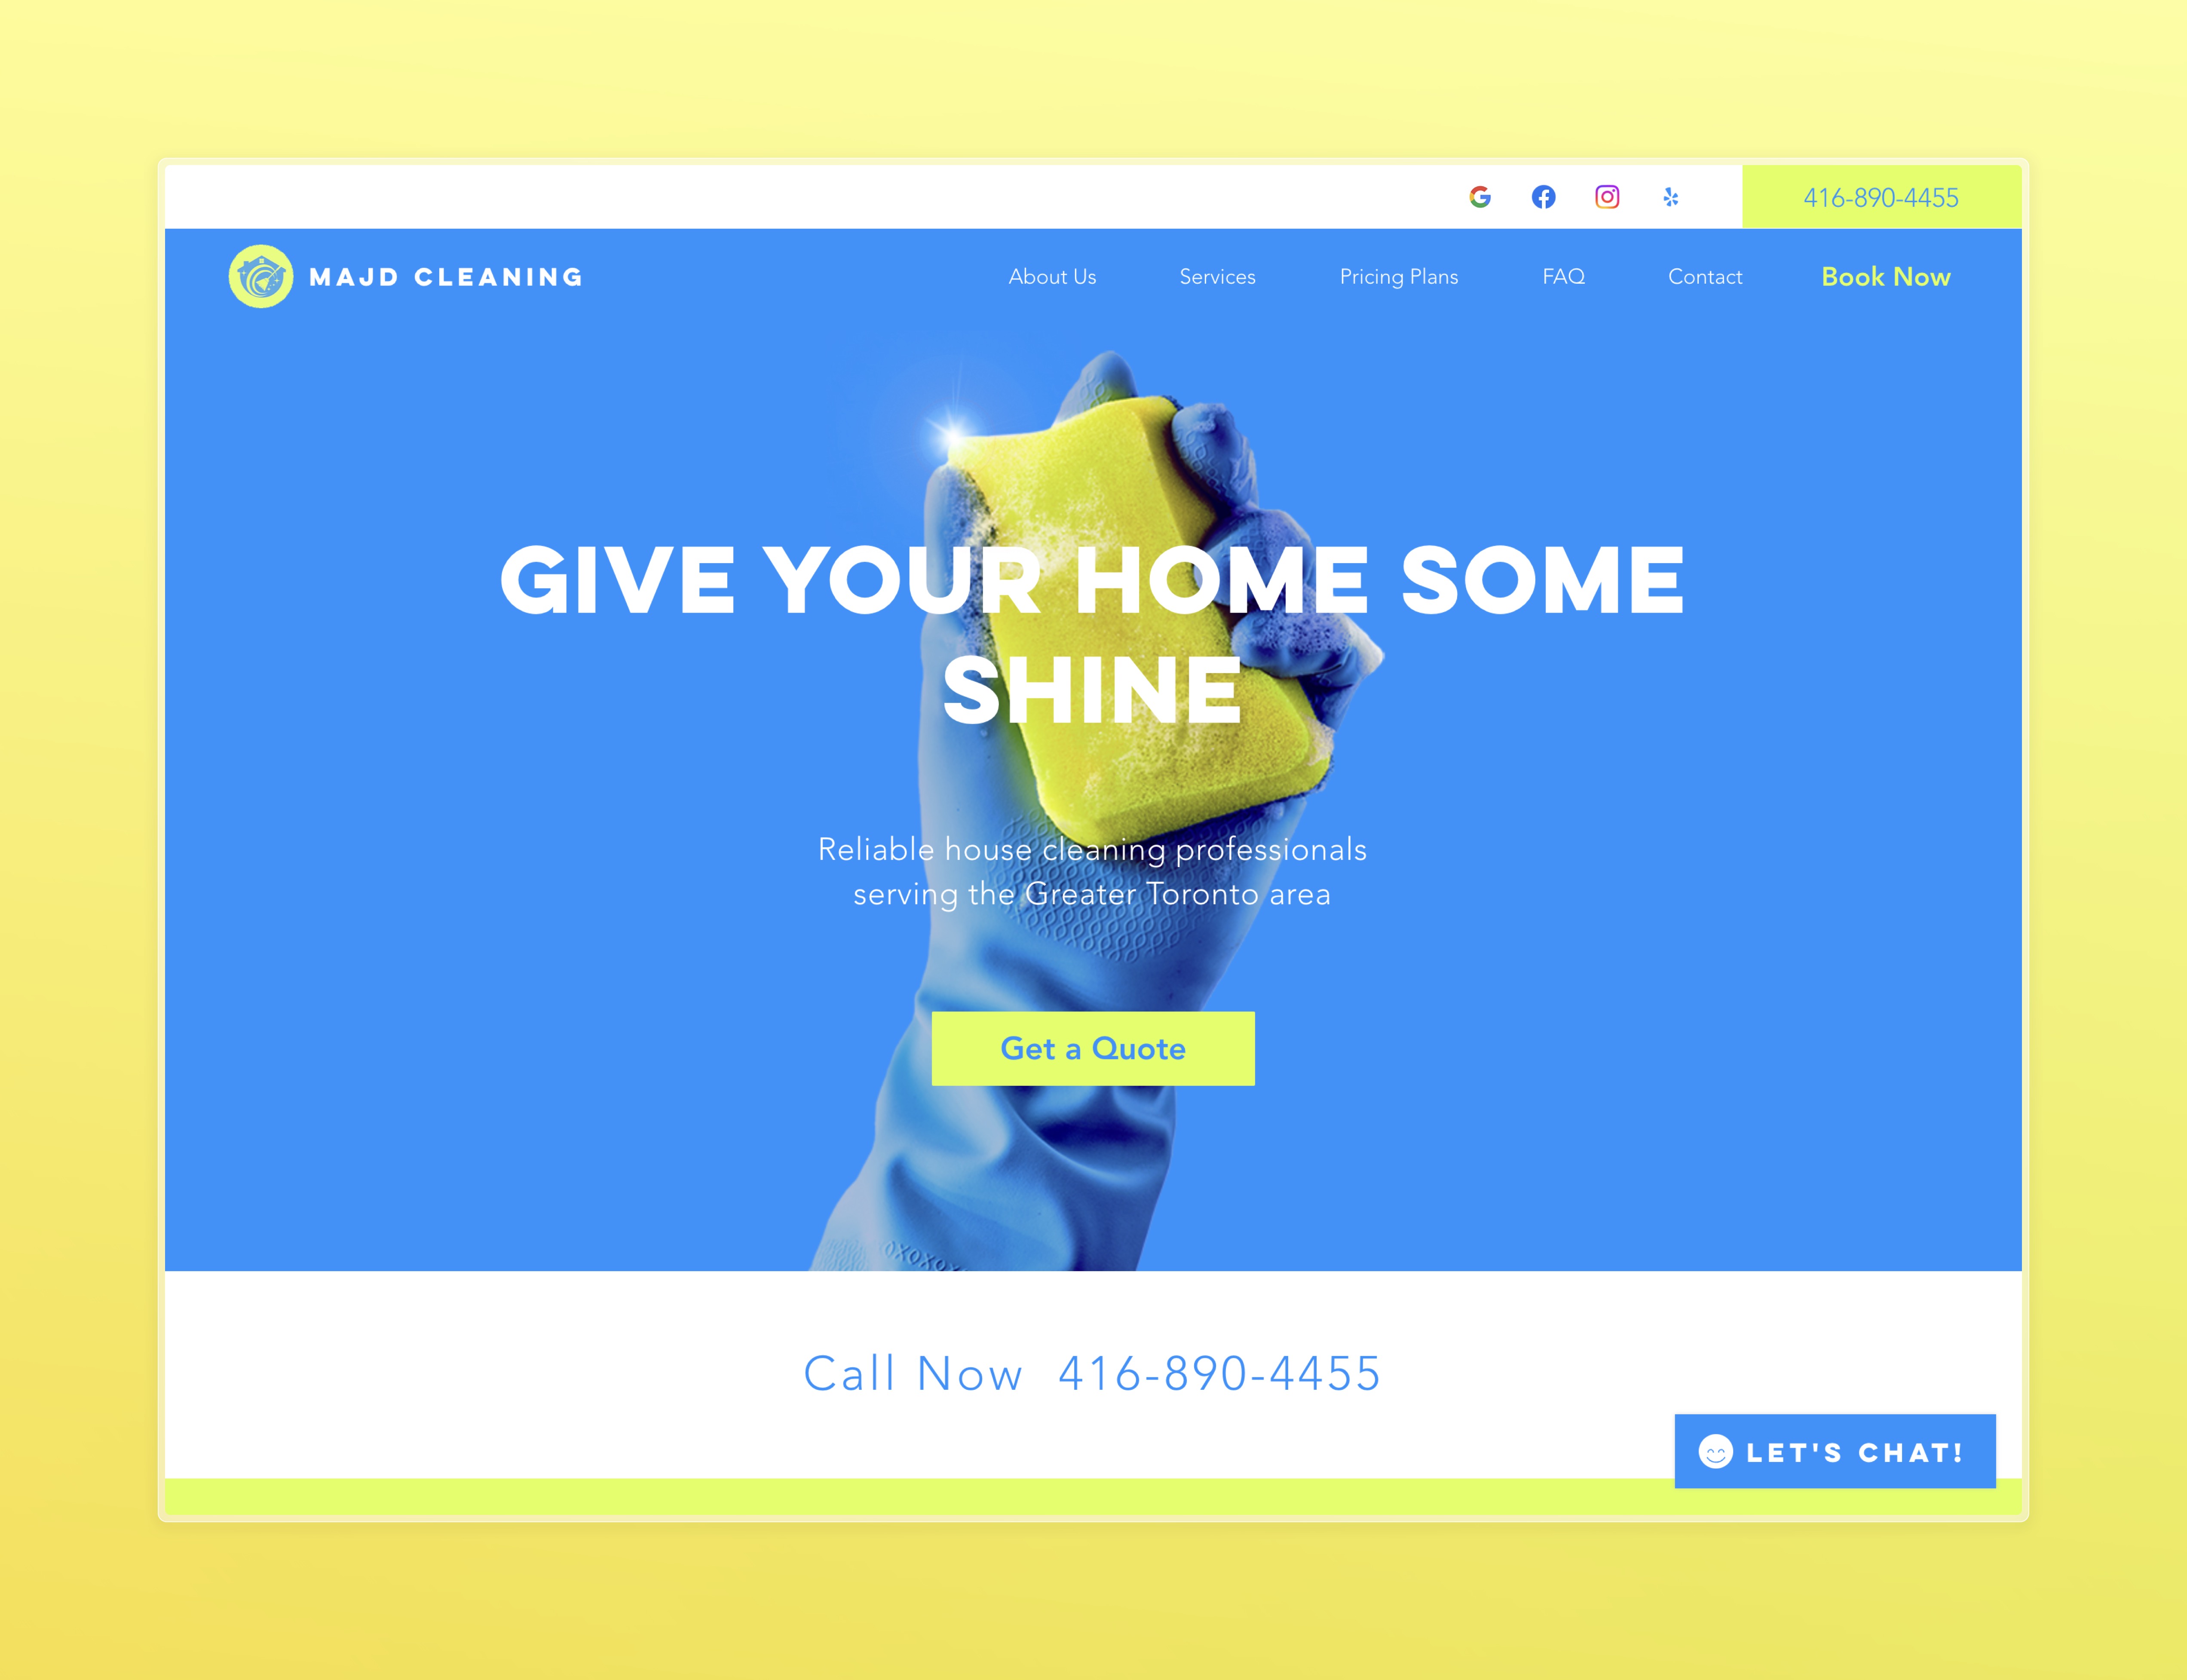 416-890-4455
MAJD CLEANING
About Us
Services
Pricing Plans
FAQ
Contact
Book Now
GIVE YOUR HOME SOME
SHINE
Reliable house cleaning professionals
serving the Greater Toronto area
Get a Quote
Call Now 416-890-4455
LET'S CHAT!